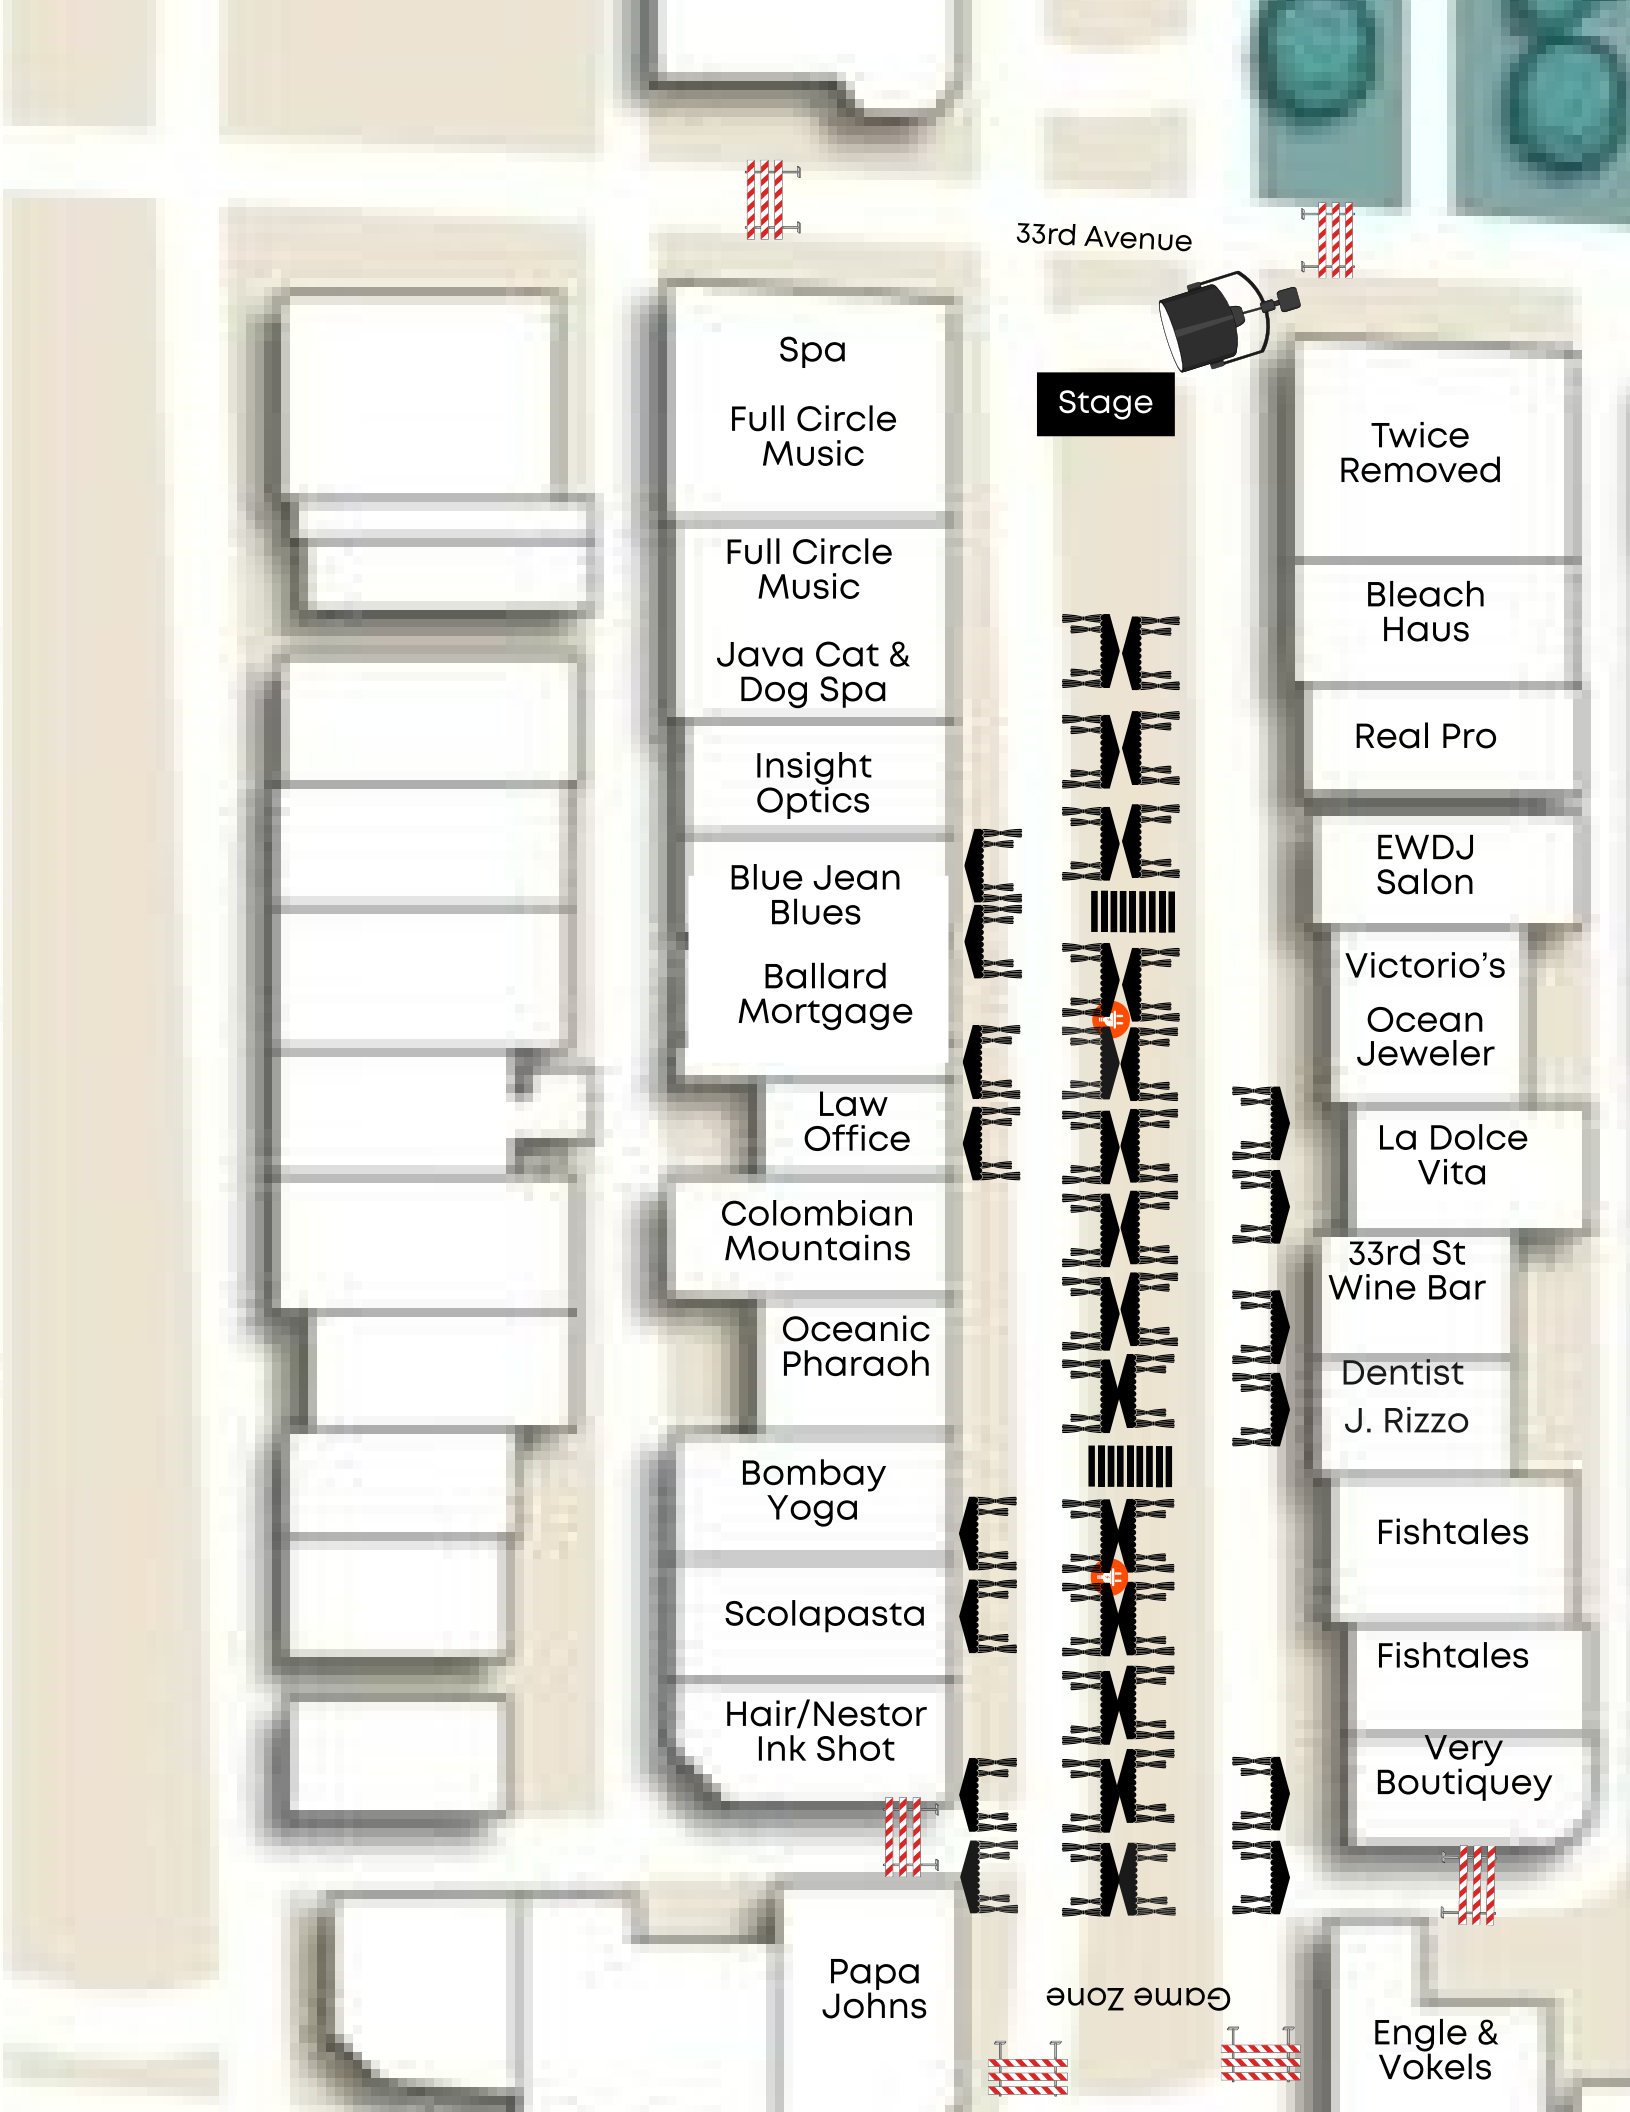 33rd Avenue
Stage
Spa
Full Circle
Music
Full Circle
Music
Java Cat &
Dog Spa
Insight
Optics
Blue Jean
Blues
Ballard
Mortgage
Law
Office
Colombian
Mountains
Oceanic
Pharaoh
Bombay
Yoga
Scolapasta
Hair/Nestor
Ink Shot
Papa
Johns
Twice
Removed
Bleach
Haus
Real Pro
EWDJ
Salon
Victorio’s
Ocean
Jeweler
La Dolce
Vita
33rd St
Wine Bar
Dentist
J. Rizzo
Fishtales
Fishtales
Very
Boutiquey
Game Zone
Engle &
Vokels